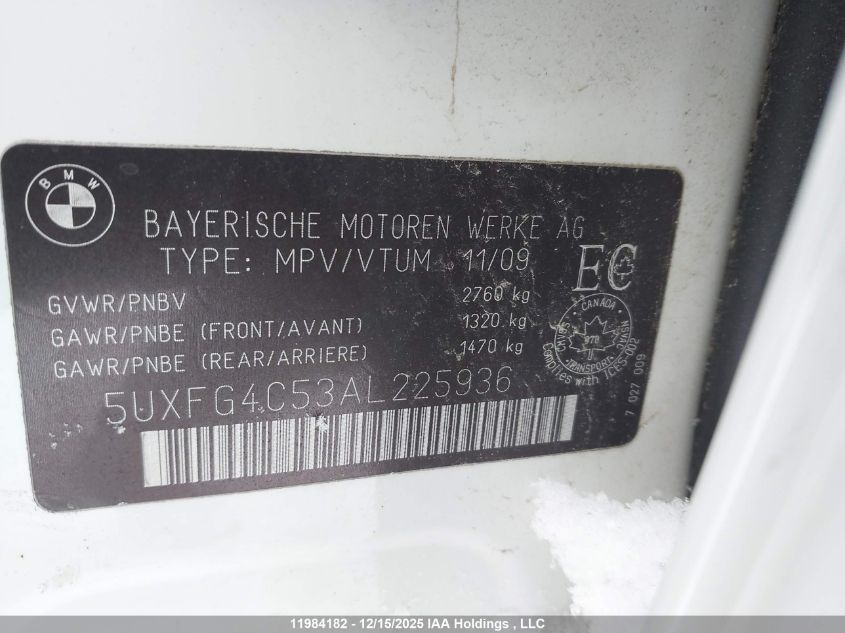 BMW
BAYERISCHE MOTOREN WERKE AG
TYPE: MPV/VTUM 11/09
EC
GVWR/PNBV 2760 kg
GAWR/PNBE (FRONT/AVANT) 1320 kg
GAWR/PNBE (REAR/ARRIERE) 1470 kg
5UXFG4C53AL225936
CANADA
TRANSPORT
Complies with ICES-002
7 027 009
11984182 - 12/15/2025 IAA Holdings , LLC